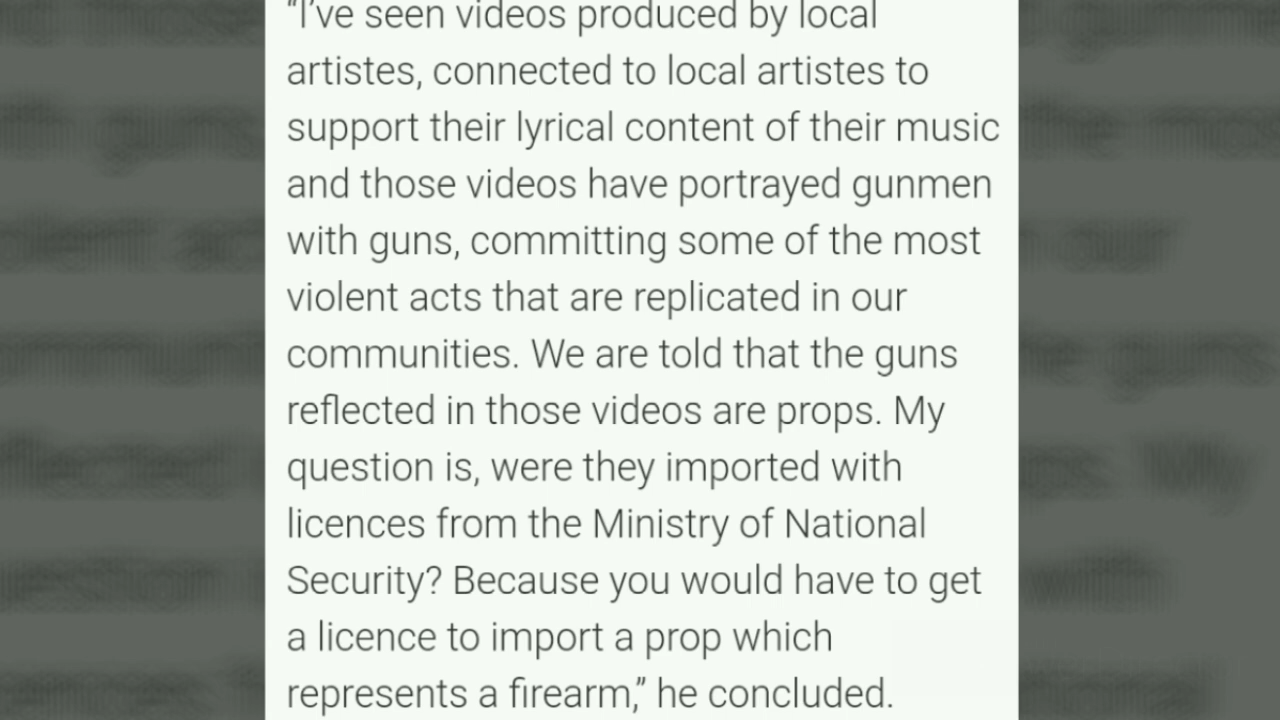 “I’ve seen videos produced by local
artistes, connected to local artistes to
support their lyrical content of their music
and those videos have portrayed gunmen
with guns, committing some of the most
violent acts that are replicated in our
communities. We are told that the guns
reflected in those videos are props. My
question is, were they imported with
licences from the Ministry of National
Security? Because you would have to get
a licence to import a prop which
represents a firearm,” he concluded.